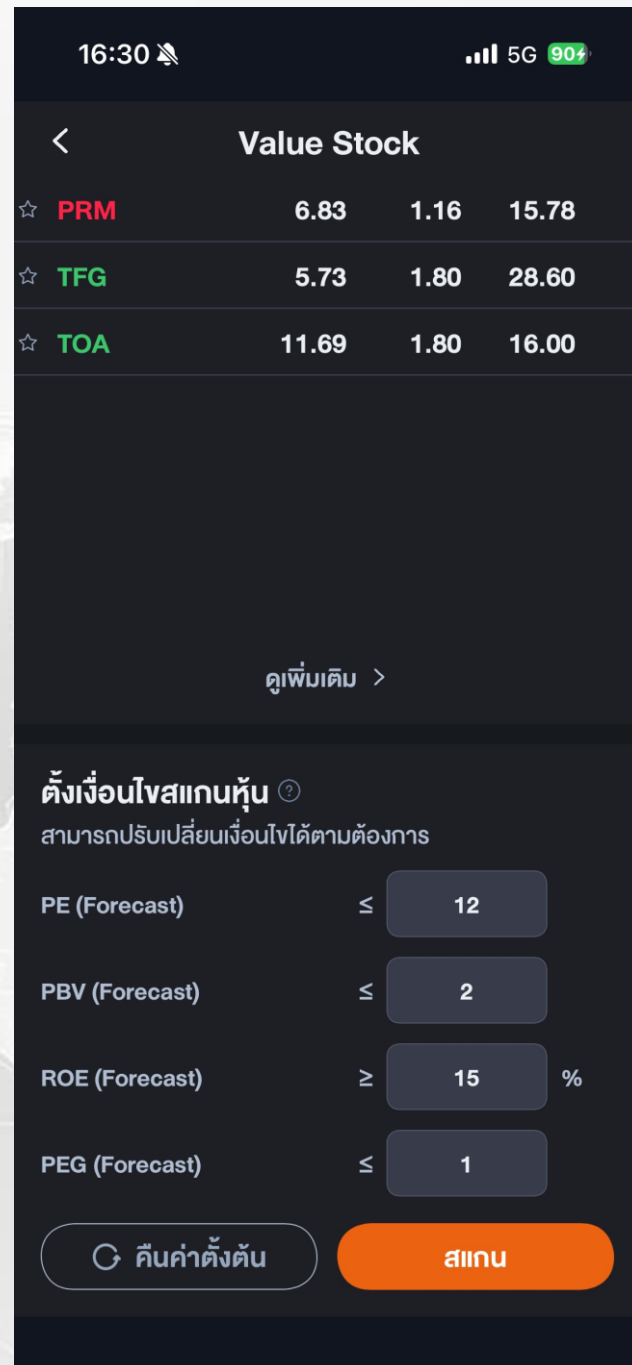 16:30 5G 90
Value Stock
PRM 6.83 1.16 15.78
TFG 5.73 1.80 28.60
TOA 11.69 1.80 16.00
ดูเพิ่มเติม >
ตั้งเงื่อนไขสแกนหุ้น ?
สามารถปรับเปลี่ยนเงื่อนไขได้ตามต้องการ
PE (Forecast) ≤ 12
PBV (Forecast) ≤ 2
ROE (Forecast) ≥ 15 %
PEG (Forecast) ≤ 1
คืนค่าตั้งต้น สแกน